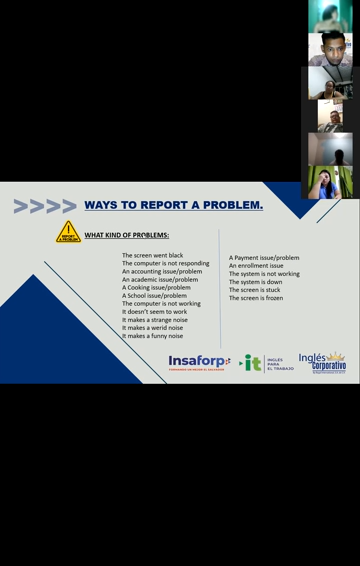 >>>> WAYS TO REPORT A PROBLEM.
REPORT
A PROBLEM
WHAT KIND OF PROBLEMS:
The screen went black
The computer is not responding
An accounting issue/problem
An academic issue/problem
A Cooking issue/problem
A School issue/problem
The computer is not working
It doesn't seem to work
It makes a strange noise
It makes a werid noise
It makes a funny noise
A Payment issue/problem
An enrollment issue
The system is not working
The system is down
The screen is stuck
The screen is frozen
Insaforp
it
INGLÉS
PARA
EL TRABAJO
Inglés
Corporativo